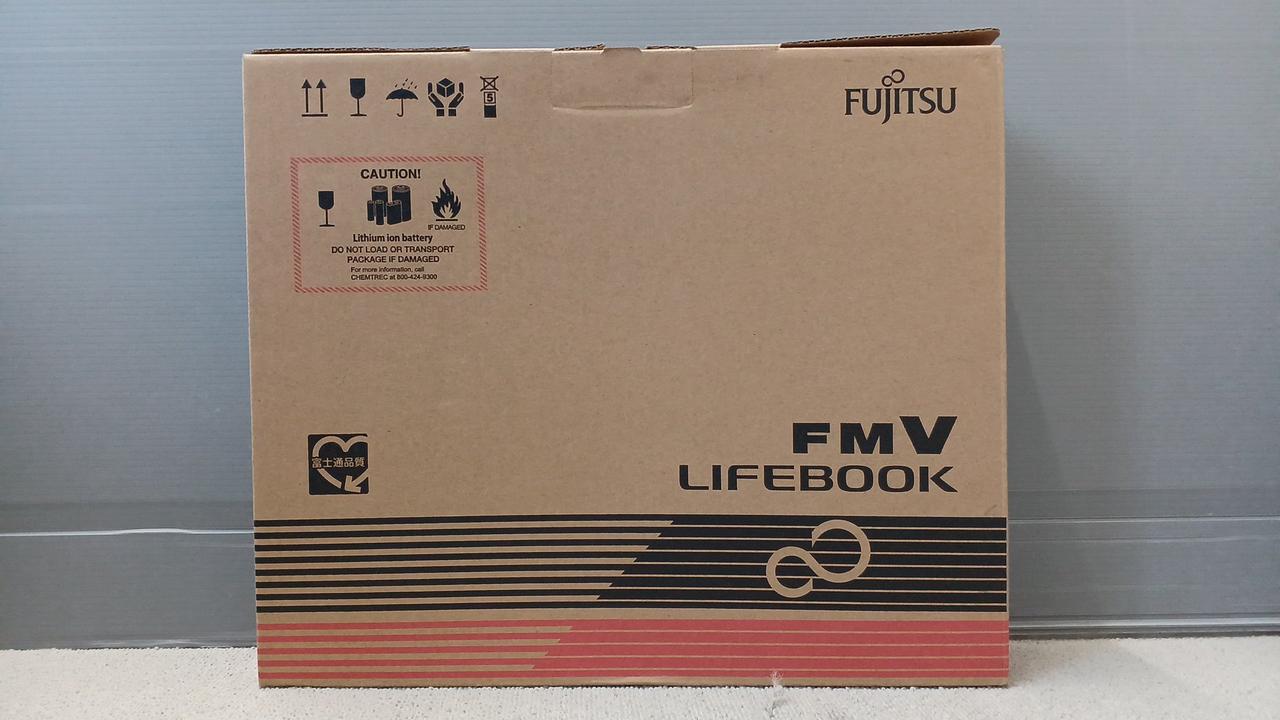 5
FUJITSU
CAUTION!
IF DAMAGED
Lithium ion battery
DO NOT LOAD OR TRANSPORT
PACKAGE IF DAMAGED
For more information, call
CHEMTREC at 800-424-9300
富士通品質
FMV
LIFEBOOK